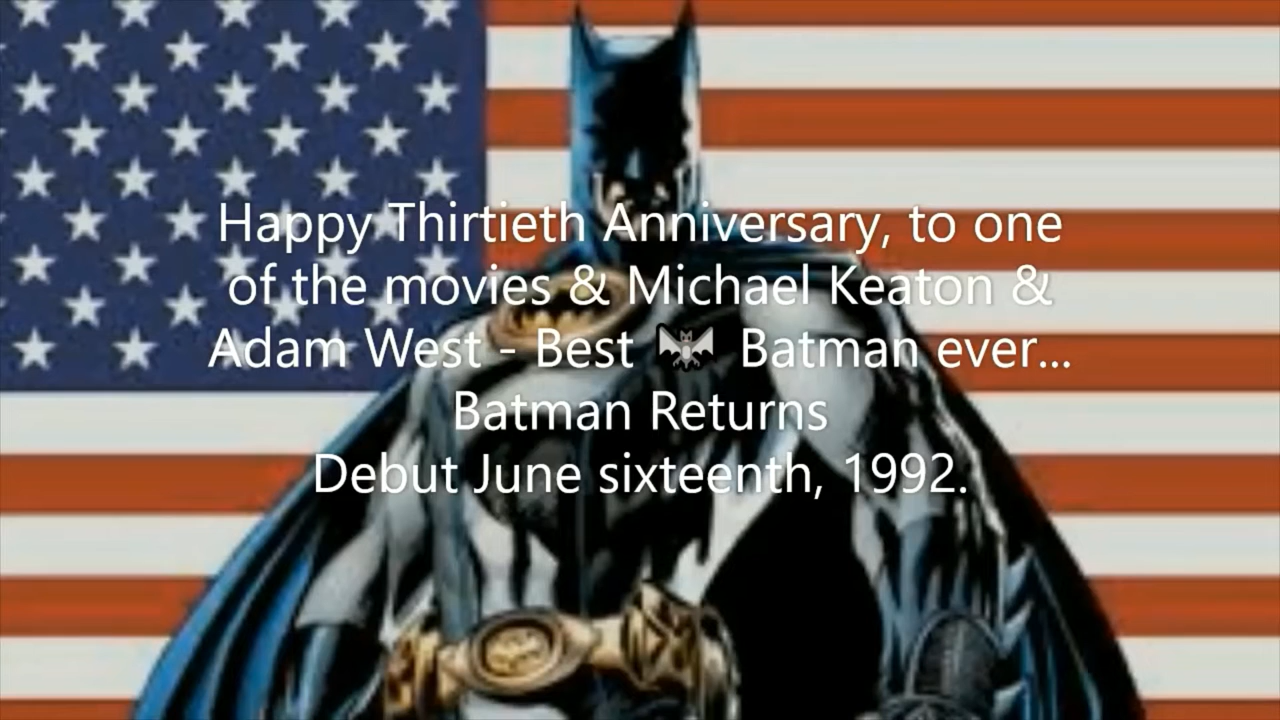 Happy Thirtieth Anniversary, to one
of the movies & Michael Keaton &
Adam West - Best 🦇 Batman ever...
Batman Returns
Debut June sixteenth, 1992.